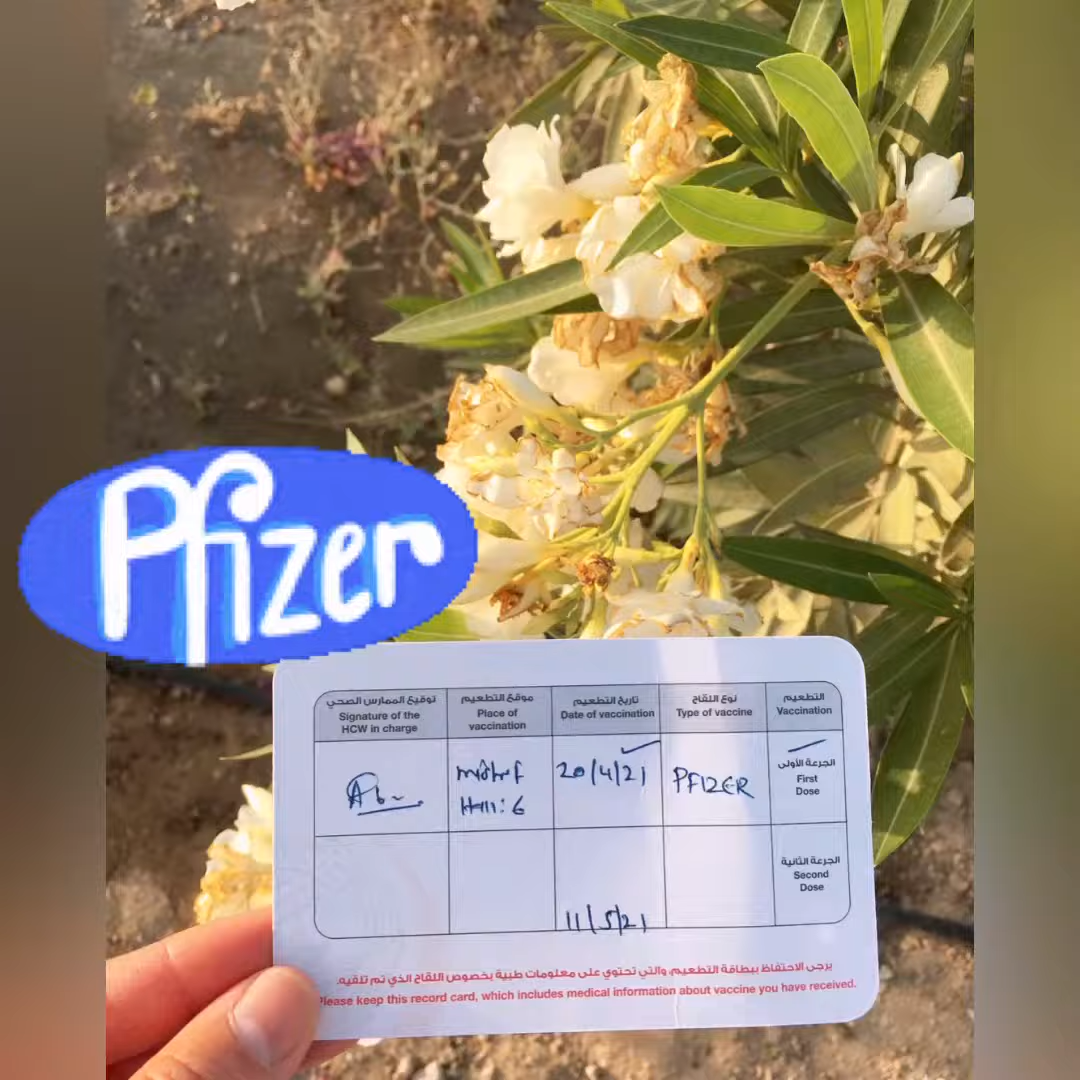 Pfizer
توقيع الممارس الصحي
Signature of the
HCW in charge
موقع التطعيم
Place of
vaccination
تاريخ التطعيم
Date of vaccination
نوع اللقاح
Type of vaccine
التطعيم
Vaccination
الجرعة الأولى
First
Dose
PFIZER
20/4/21
Hall: 6
الجرعة الثانية
Second
Dose
11/5/21
يرجى الاحتفاظ ببطاقة التطعيم، والتي تحتوي على معلومات طبية بخصوص اللقاح الذي تم تلقيه.
Please keep this record card, which includes medical information about vaccine you have received.